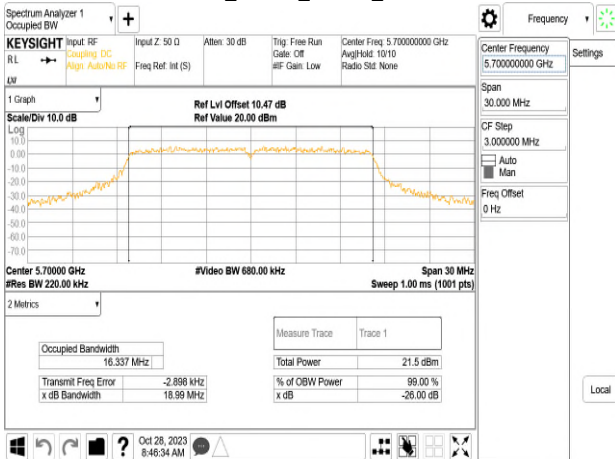 Spectrum Analyzer 1
Occupied BW
+
Frequency
KEYSIGHT
RL
Input: RF
Coupling: DC
Align: Auto/No RF
Input Z: 50 Ω
Freq Ref: Int (S)
Atten: 30 dB
Trig: Free Run
Gate: Off
#IF Gain: Low
Center Freq: 5.700000000 GHz
Avg|Hold: 10/10
Radio Std: None
Center Frequency
5.700000000 GHz
Settings
Span
30.000 MHz
CF Step
3.000000 MHz
Auto
Man
Freq Offset
0 Hz
Local
1 Graph
Scale/Div 10.0 dB
Ref Lvl Offset 10.47 dB
Ref Value 20.00 dBm
Log
10.0
0.00
-10.0
-20.0
-30.0
-40.0
-50.0
-60.0
-70.0
Center 5.70000 GHz
#Res BW 220.00 kHz
#Video BW 680.00 kHz
Span 30 MHz
Sweep 1.00 ms (1001 pts)
2 Metrics
Measure Trace Trace 1
Occupied Bandwidth
16.337 MHz
Total Power 21.5 dBm
Transmit Freq Error -2.898 kHz
% of OBW Power 99.00 %
x dB Bandwidth 18.99 MHz
x dB -26.00 dB
?
Oct 28, 2023
8:46:34 AM